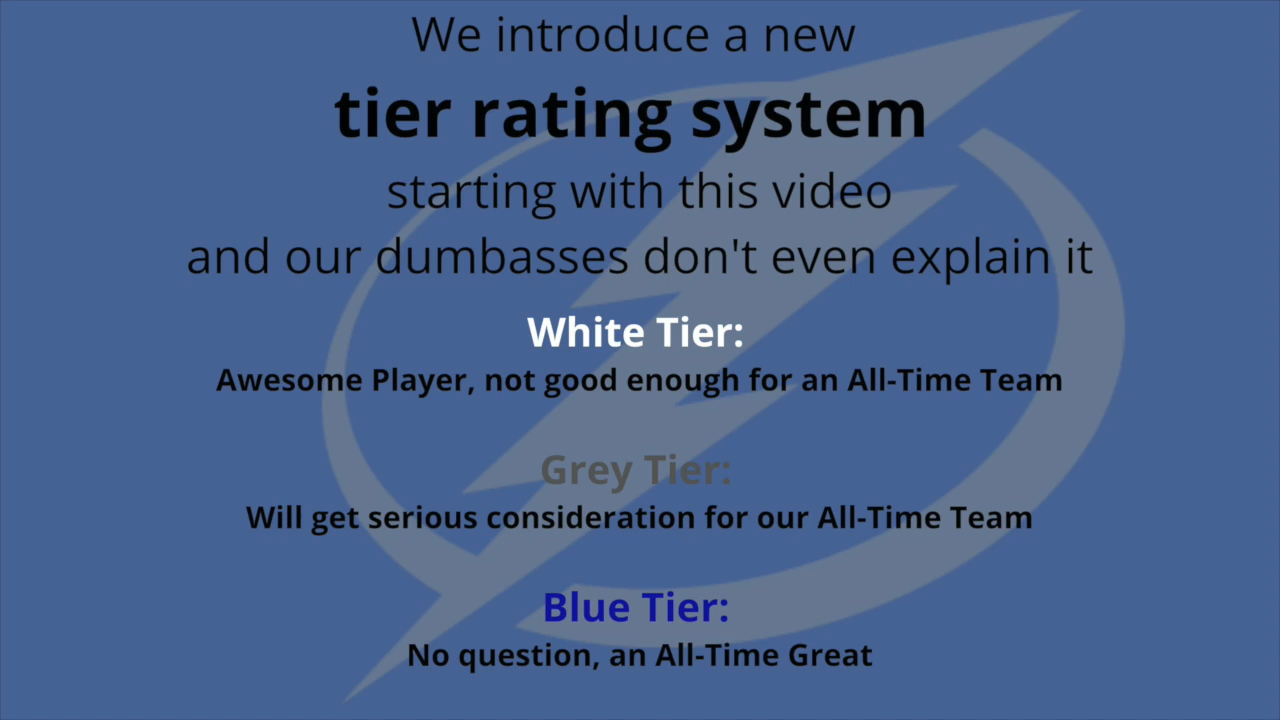 We introduce a new
tier rating system
starting with this video
and our dumbasses don't even explain it
White Tier:
Awesome Player, not good enough for an All-Time Team
Grey Tier:
Will get serious consideration for our All-Time Team
Blue Tier:
No question, an All-Time Great